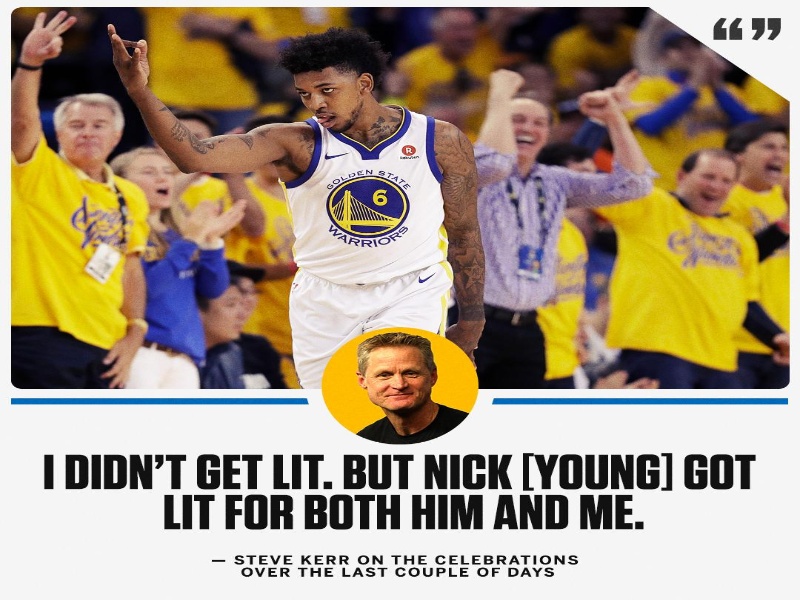 ❝❞
Rakuten
GOLDEN STATE
6
WARRIORS
I DIDN'T GET LIT. BUT NICK [YOUNG] GOT
LIT FOR BOTH HIM AND ME.
— STEVE KERR ON THE CELEBRATIONS
OVER THE LAST COUPLE OF DAYS